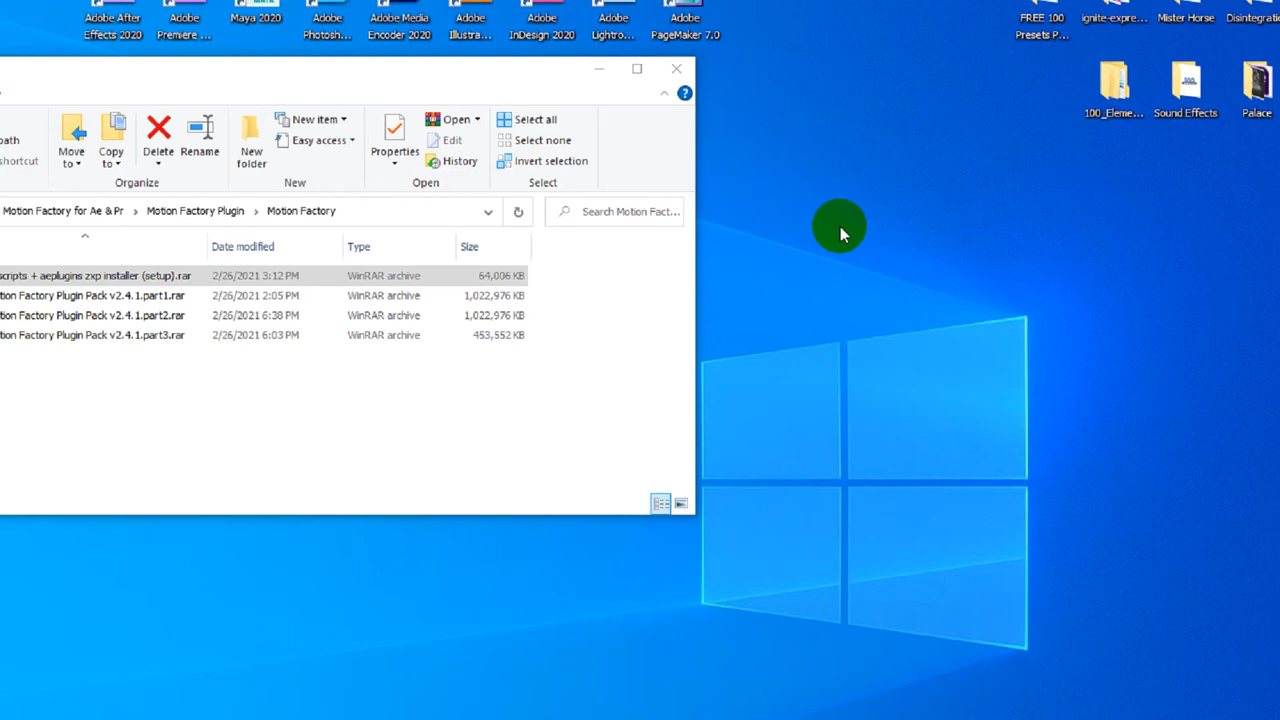 Adobe After Effects 2020
Adobe Premiere ...
Maya 2020
Adobe Photosh...
Adobe Media Encoder 2020
Adobe Illustra...
Adobe InDesign 2020
Adobe Lightro...
Adobe PageMaker 7.0
FREE 100 Presets P...
ignite-expre...
Mister Horse
Disintegrati
100_Eleme...
Sound Effects
Palace
path
shortcut
Move to
Copy to
Delete
Rename
Organize
New folder
New item
Easy access
New
Properties
Open
Edit
History
Open
Select all
Select none
Invert selection
Select
Motion Factory for Ae & Pr > Motion Factory Plugin > Motion Factory
Search Motion Fact...
Date modified Type Size
scripts + aeplugins zxp installer (setup).rar 2/26/2021 3:12 PM WinRAR archive 64,006 KB
tion Factory Plugin Pack v2.4.1.part1.rar 2/26/2021 2:05 PM WinRAR archive 1,022,976 KB
tion Factory Plugin Pack v2.4.1.part2.rar 2/26/2021 6:38 PM WinRAR archive 1,022,976 KB
tion Factory Plugin Pack v2.4.1.part3.rar 2/26/2021 6:03 PM WinRAR archive 453,552 KB